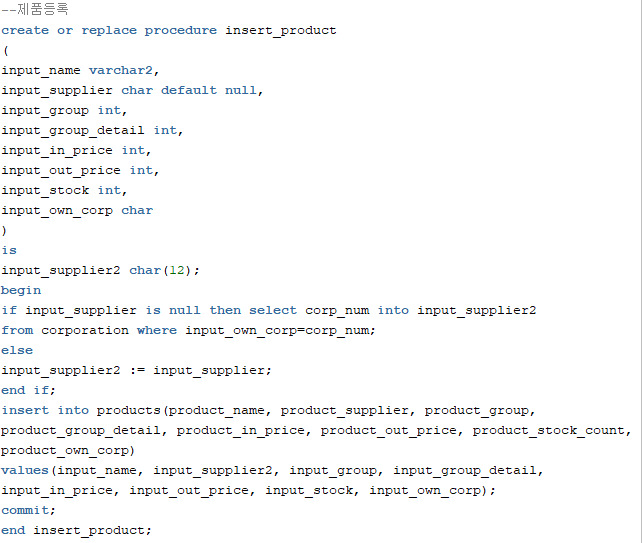 --제품등록
create or replace procedure insert_product
(
input_name varchar2,
input_supplier char default null,
input_group int,
input_group_detail int,
input_in_price int,
input_out_price int,
input_stock int,
input_own_corp char
)
is
input_supplier2 char(12);
begin
if input_supplier is null then select corp_num into input_supplier2
from corporation where input_own_corp=corp_num;
else
input_supplier2 := input_supplier;
end if;
insert into products(product_name, product_supplier, product_group,
product_group_detail, product_in_price, product_out_price, product_stock_count,
product_own_corp)
values(input_name, input_supplier2, input_group, input_group_detail,
input_in_price, input_out_price, input_stock, input_own_corp);
commit;
end insert_product;